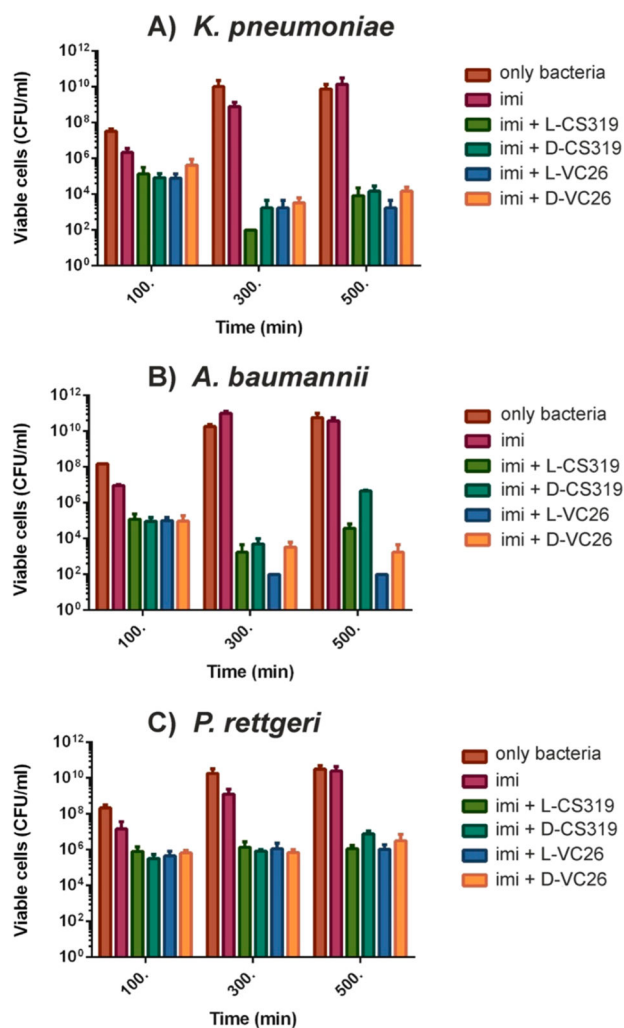 A) K. pneumoniae
Viable cells (CFU/ml)
10¹²
10¹⁰
10⁸
10⁶
10⁴
10²
10⁰
100.
300.
500.
Time (min)
only bacteria
imi
imi + L-CS319
imi + D-CS319
imi + L-VC26
imi + D-VC26
B) A. baumannii
Viable cells (CFU/ml)
10¹²
10¹⁰
10⁸
10⁶
10⁴
10²
10⁰
100.
300.
500.
Time (min)
only bacteria
imi
imi + L-CS319
imi + D-CS319
imi + L-VC26
imi + D-VC26
C) P. rettgeri
Viable cells (CFU/ml)
10¹²
10¹⁰
10⁸
10⁶
10⁴
10²
10⁰
100.
300.
500.
Time (min)
only bacteria
imi
imi + L-CS319
imi + D-CS319
imi + L-VC26
imi + D-VC26